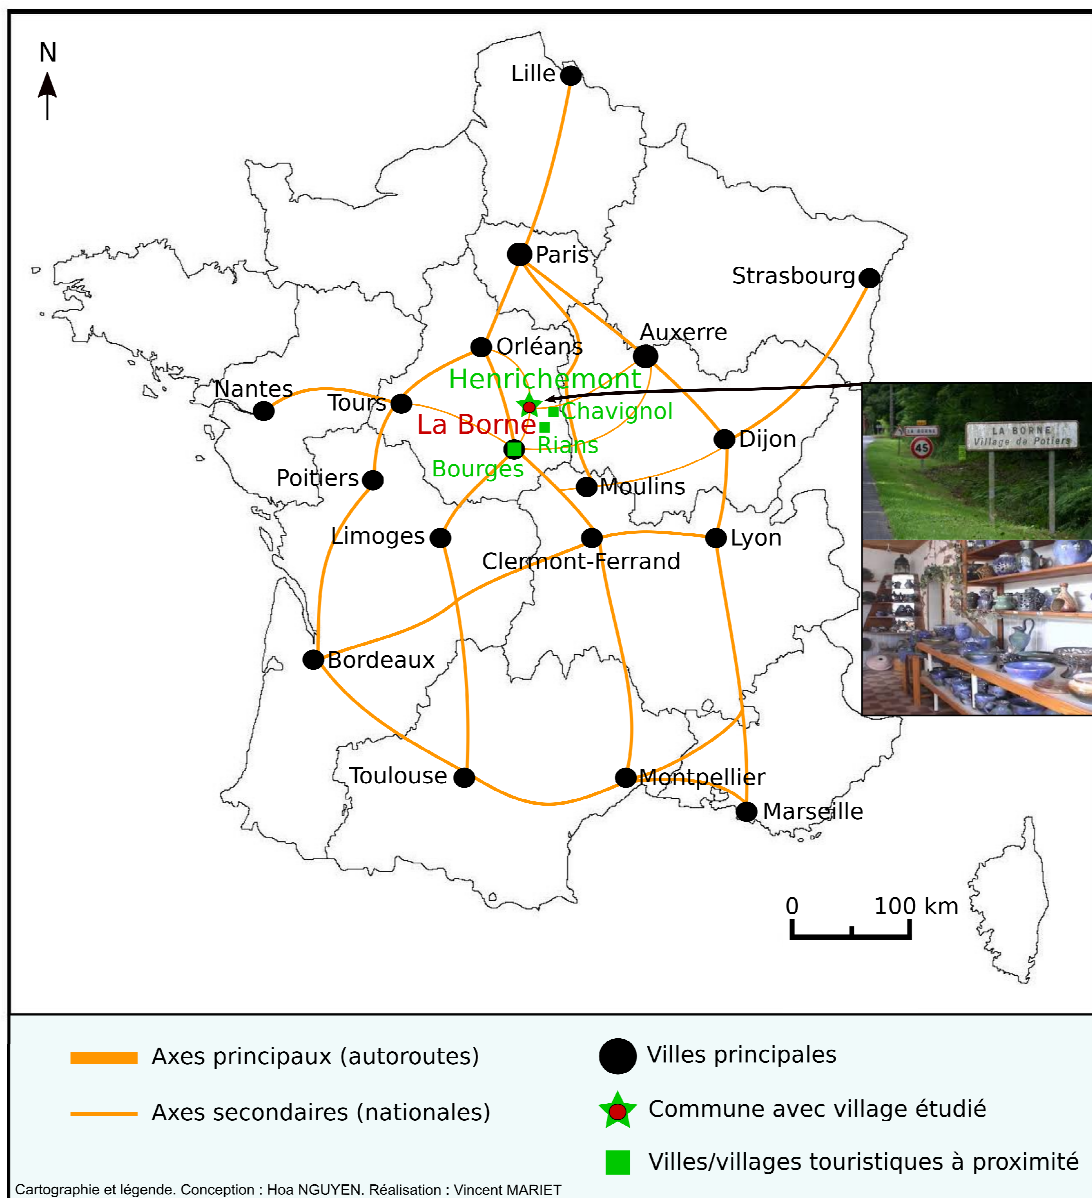 N
Lille
Paris
Strasbourg
Auxerre
Orléans
Henrichemont
Nantes
Tours
Chavignol
La Borne
Rians
Dijon
Bourges
Poitiers
Moulins
Limoges
Lyon
Clermont-Ferrand
Bordeaux
Toulouse
Montpellier
Marseille
LA BORNE
45
LA BORNE
Village de Potiers
0 100 km
Axes principaux (autoroutes)
Axes secondaires (nationales)
Villes principales
Commune avec village étudié
Villes/villages touristiques à proximité
Cartographie et légende. Conception : Hoa NGUYEN. Réalisation : Vincent MARIET